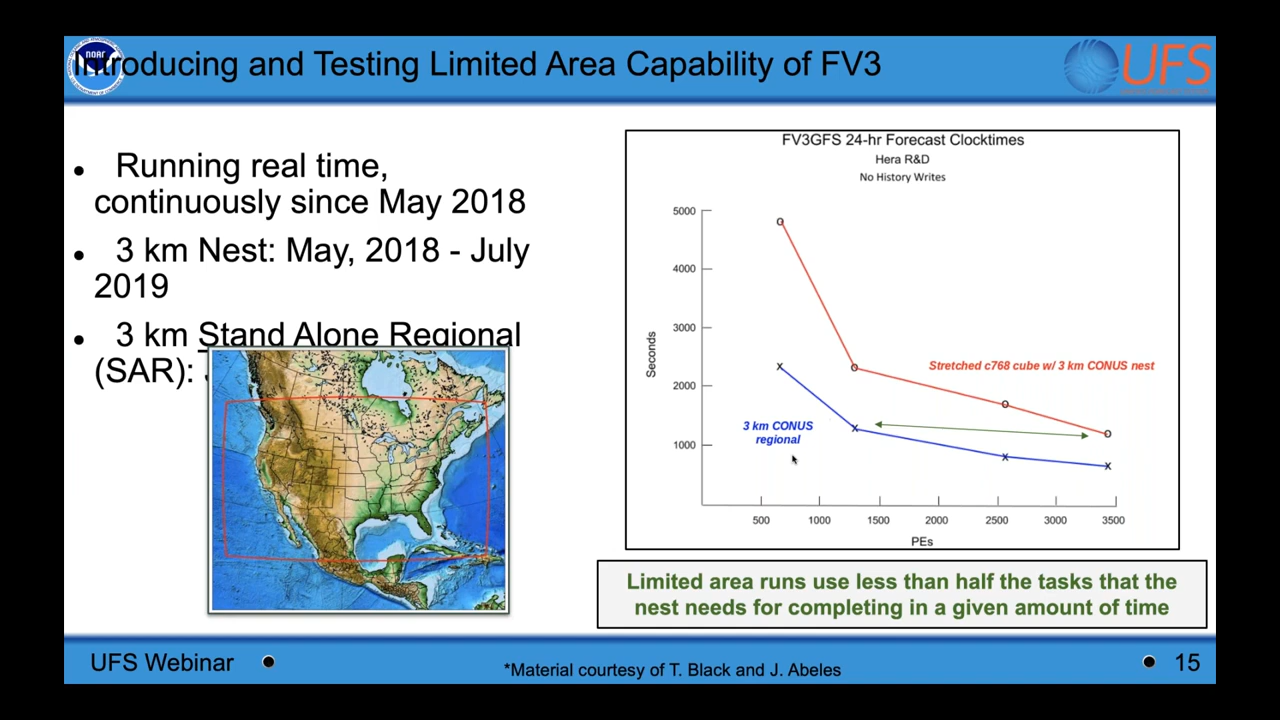 Introducing and Testing Limited Area Capability of FV3
NOAA
UFS
● Running real time,
continuously since May 2018
● 3 km Nest: May, 2018 - July
2019
● 3 km Stand Alone Regional
(SAR):
FV3GFS 24-hr Forecast Clocktimes
Hera R&D
No History Writes
5000
4000
3000
2000
1000
Seconds
Stretched c768 cube w/ 3 km CONUS nest
3 km CONUS
regional
500 1000 1500 2000 2500 3000 3500
PEs
Limited area runs use less than half the tasks that the
nest needs for completing in a given amount of time
UFS Webinar ●
*Material courtesy of T. Black and J. Abeles
● 15